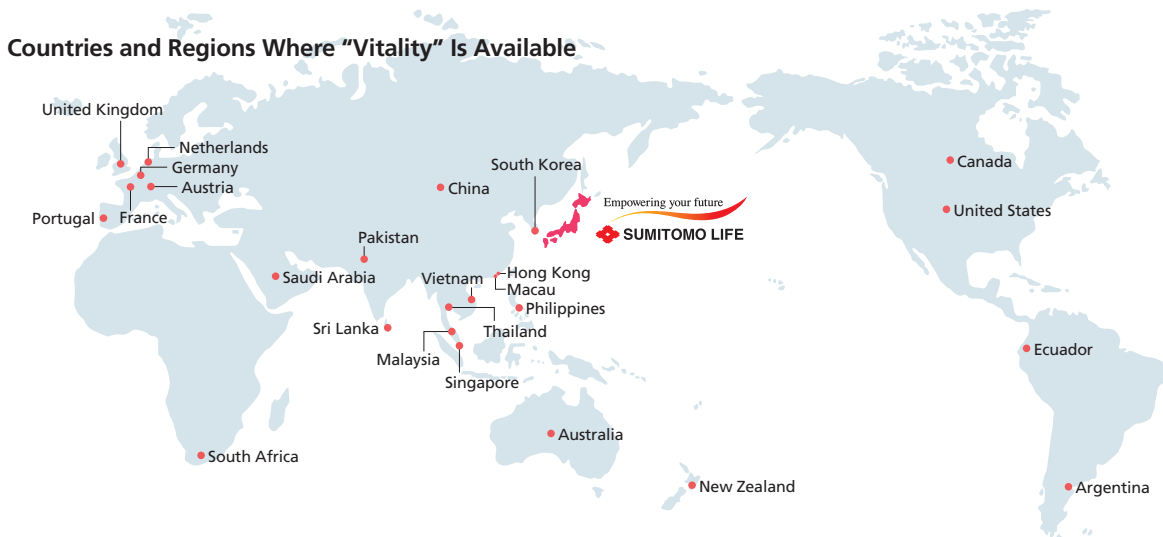 Countries and Regions Where “Vitality” Is Available
United Kingdom
Netherlands
Germany
Austria
Portugal
France
South Korea
China
Empowering your future
SUMITOMO LIFE
Pakistan
Saudi Arabia
Vietnam
Hong Kong
Macau
Philippines
Sri Lanka
Thailand
Malaysia
Singapore
Australia
South Africa
New Zealand
Canada
United States
Ecuador
Argentina